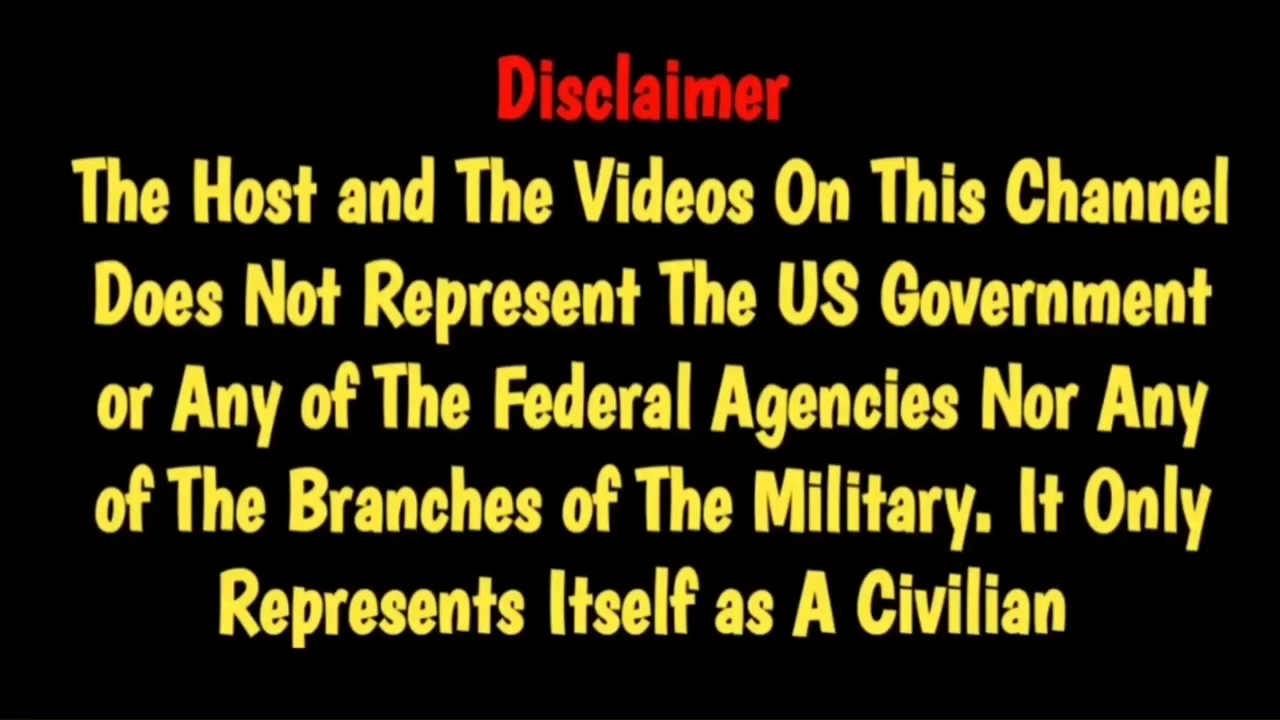 Disclaimer
The Host and The Videos On This Channel
Does Not Represent The US Government
or Any of The Federal Agencies Nor Any
of The Branches of The Military. It Only
Represents Itself as A Civilian